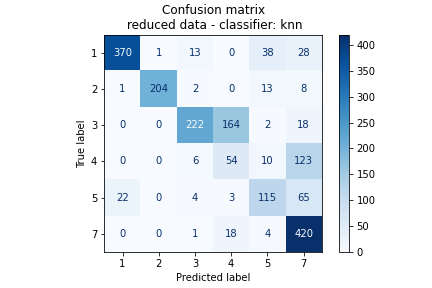 Confusion matrix
reduced data - classifier: knn
True label
1 370 1 13 0 38 28
2 1 204 2 0 13 8
3 0 0 222 164 2 18
4 0 0 6 54 10 123
5 22 0 4 3 115 65
7 0 0 1 18 4 420
1 2 3 4 5 7
Predicted label
400
350
300
250
200
150
100
50
0